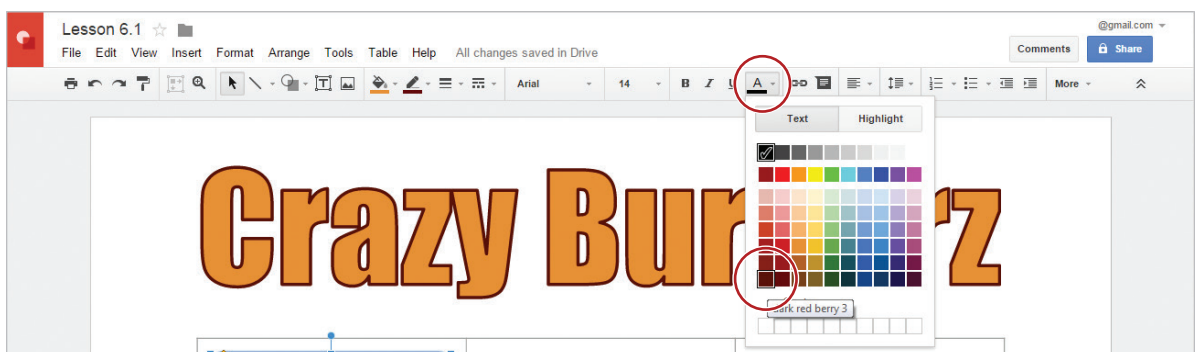 Lesson 6.1
@gmail.com
File Edit View Insert Format Arrange Tools Table Help All changes saved in Drive
Comments Share
Arial 14 B I U A More
Text Highlight
Crazy Bur rz
dark red berry 3